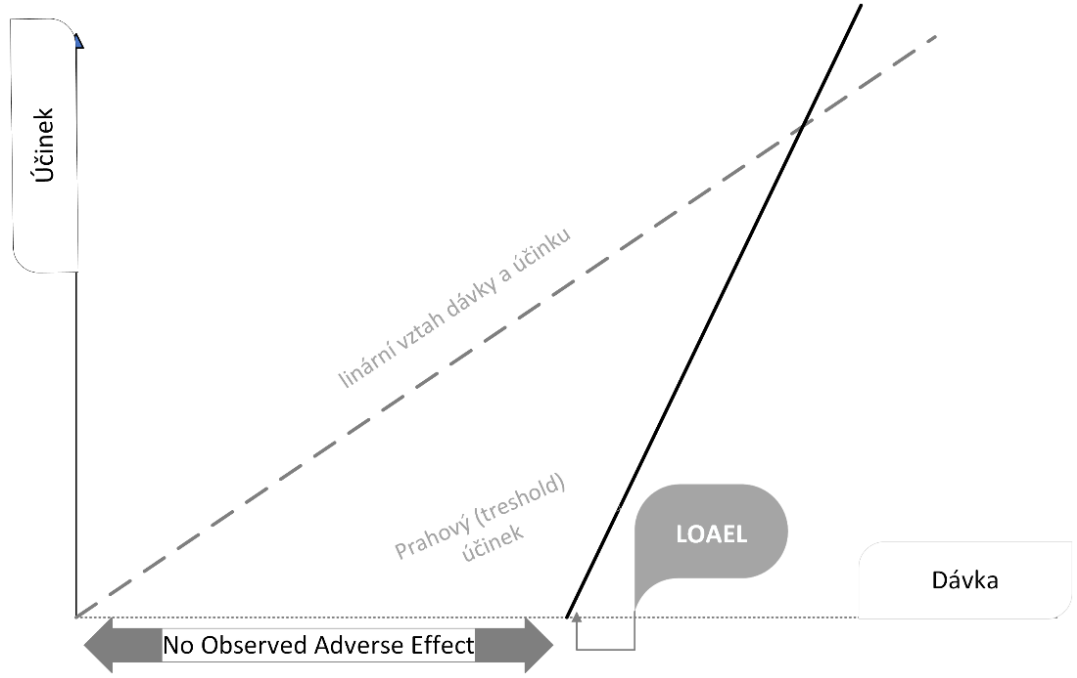 Účinek
linární vztah dávky a účinku
Prahový (treshold)
účinek
LOAEL
Dávka
No Observed Adverse Effect